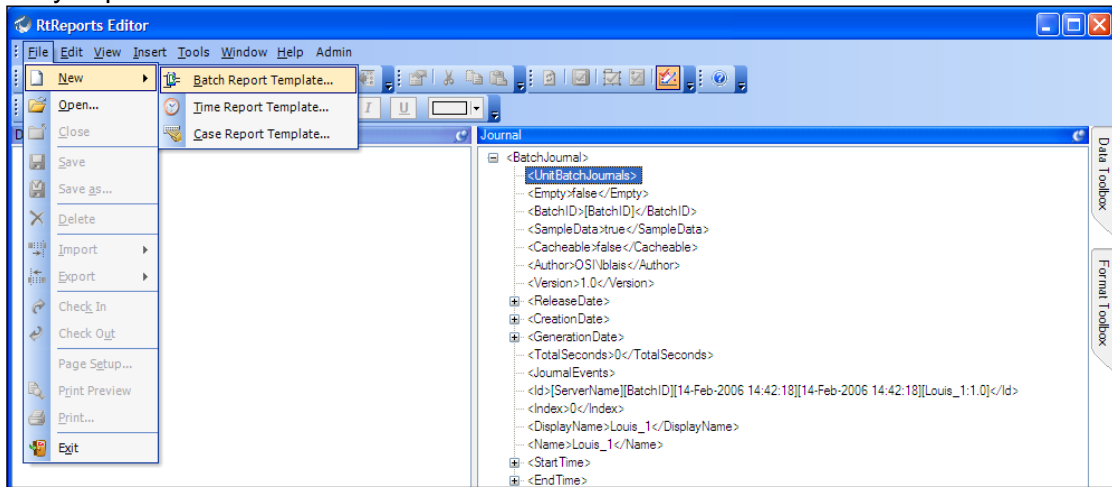 RtReports Editor
File Edit View Insert Tools Window Help Admin
New
Open...
Close
Save
Save as...
Delete
Import
Export
Check In
Check Out
Page Setup...
Print Preview
Print...
Exit
Batch Report Template...
Time Report Template...
Case Report Template...
I U
D
Journal
<BatchJournal>
<UnitBatchJournals>
<Empty>false</Empty>
<BatchID>[BatchID]</BatchID>
<SampleData>true</SampleData>
<Cacheable>false</Cacheable>
<Author>OSI\lblais</Author>
<Version>1.0</Version>
<ReleaseDate>
<CreationDate>
<GenerationDate>
<TotalSeconds>0</TotalSeconds>
<JournalEvents>
<Id>[ServerName][BatchID][14-Feb-2006 14:42:18][14-Feb-2006 14:42:18][Louis_1:1.0]</Id>
<Index>0</Index>
<DisplayName>Louis_1</DisplayName>
<Name>Louis_1</Name>
<StartTime>
<EndTime>
Data Toolbox
Format Toolbox